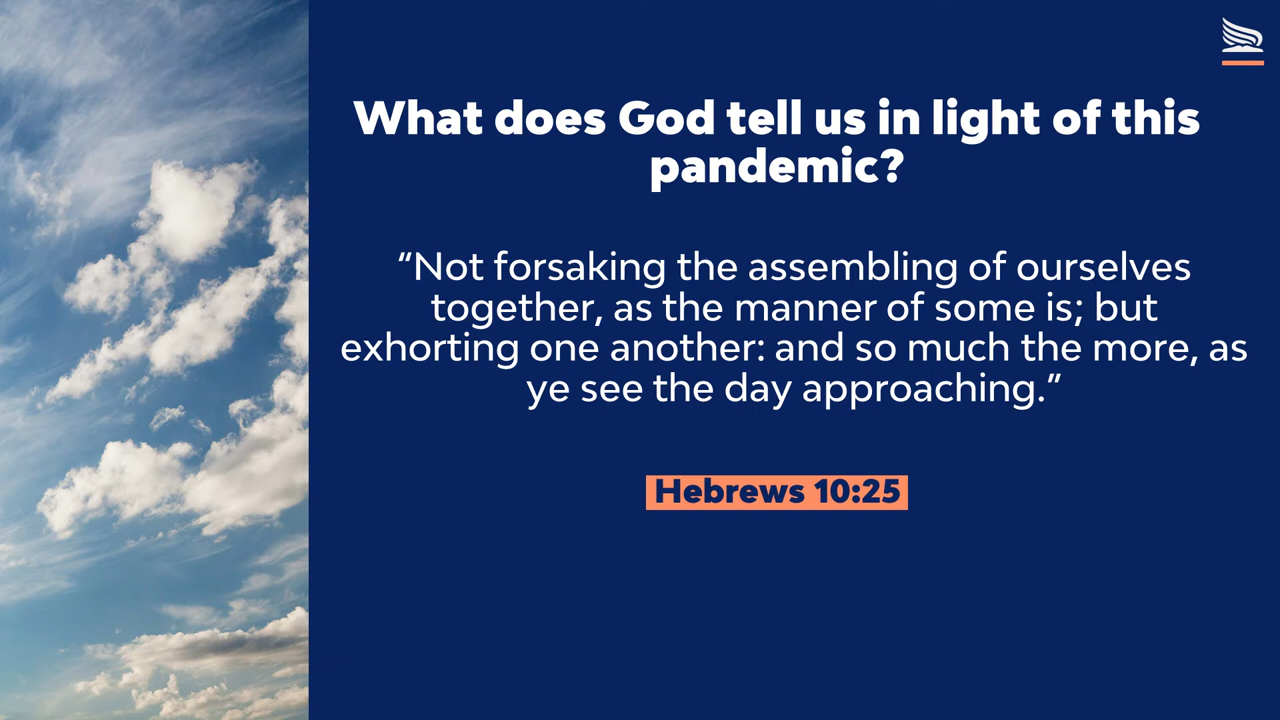 What does God tell us in light of this
pandemic?
“Not forsaking the assembling of ourselves
together, as the manner of some is; but
exhorting one another: and so much the more, as
ye see the day approaching.”
Hebrews 10:25